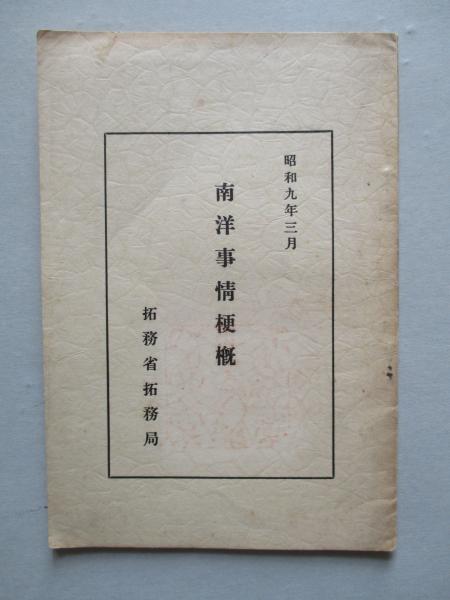 昭和九年三月
南洋事情梗概
拓務省拓務局